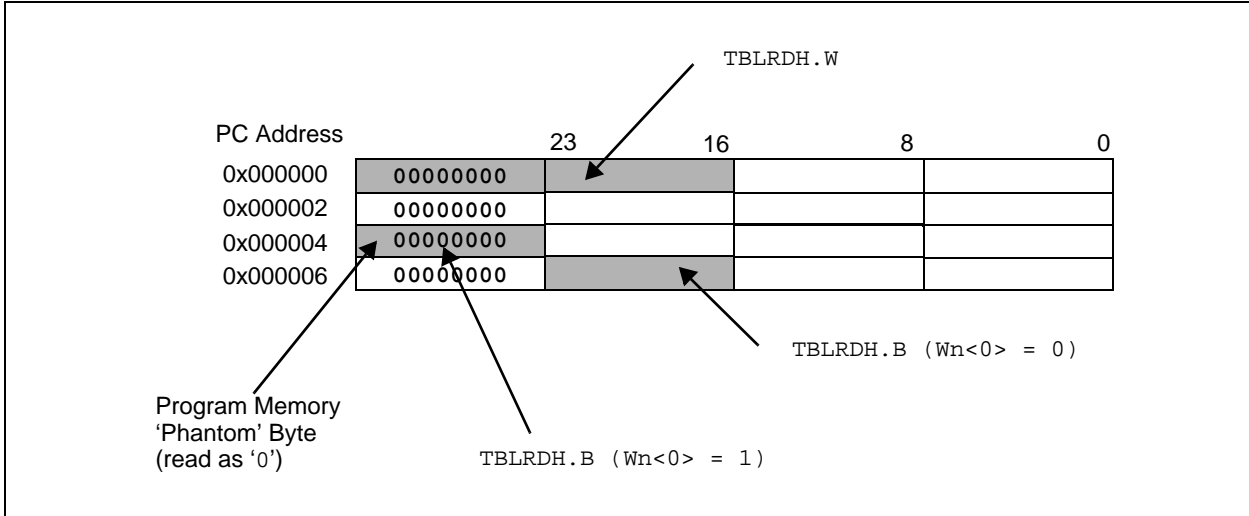 TBLRDH.W
PC Address
23 16 8 0
0x000000 00000000
0x000002 00000000
0x000004 00000000
0x000006 00000000
TBLRDH.B (Wn<0> = 0)
Program Memory
‘Phantom’ Byte
(read as ‘0’)
TBLRDH.B (Wn<0> = 1)